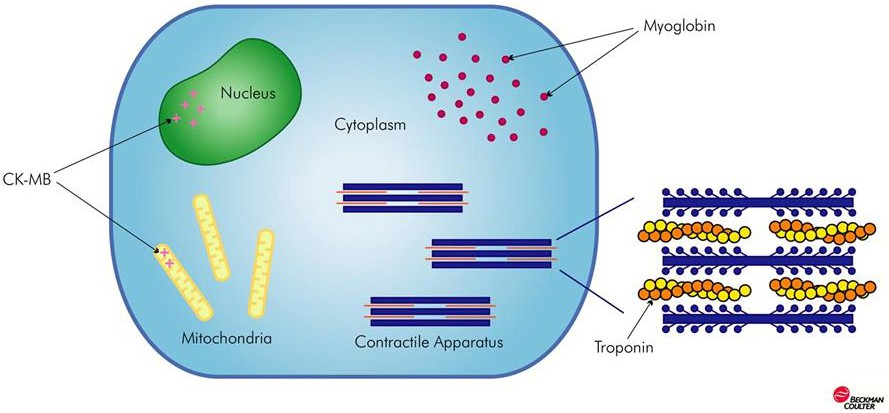 Myoglobin
Nucleus
Cytoplasm
CK-MB
Mitochondria
Contractile Apparatus
Troponin
BECKMAN
COULTER